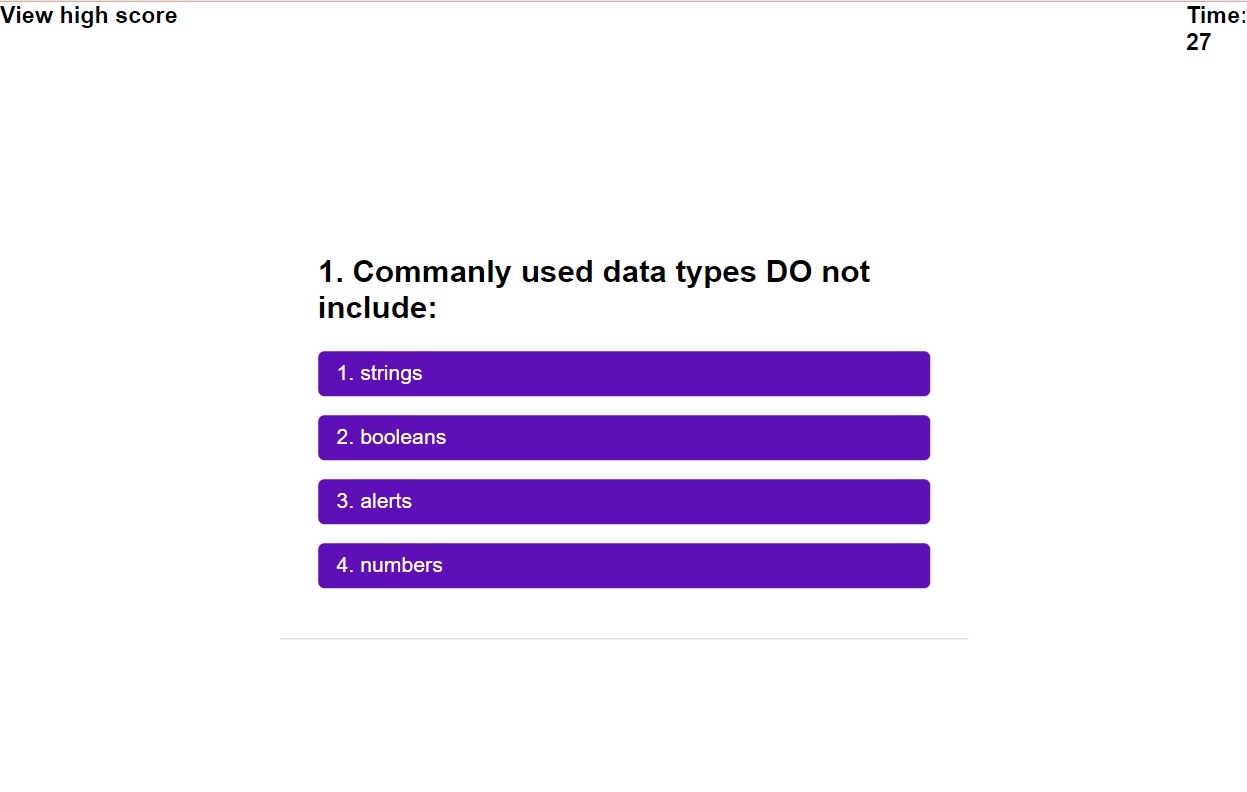 View high score
Time:
27
1. Commanly used data types DO not
include:
1. strings
2. booleans
3. alerts
4. numbers